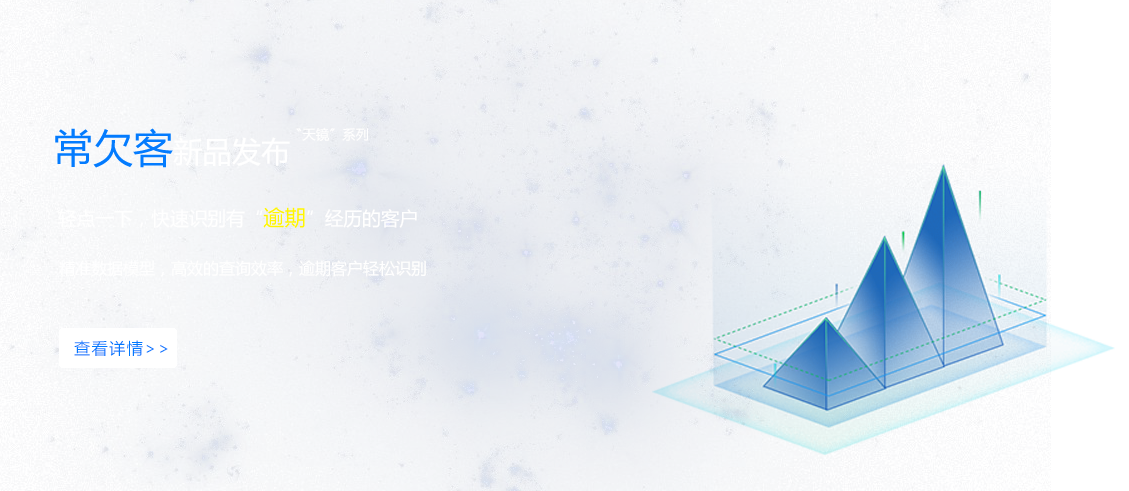 常欠客新品发布 “天镜”系列
轻点一下 快速识别有“逾期”经历的客户
精准数据模型，高效的查询效率，逾期客户轻松识别
查看详情>>